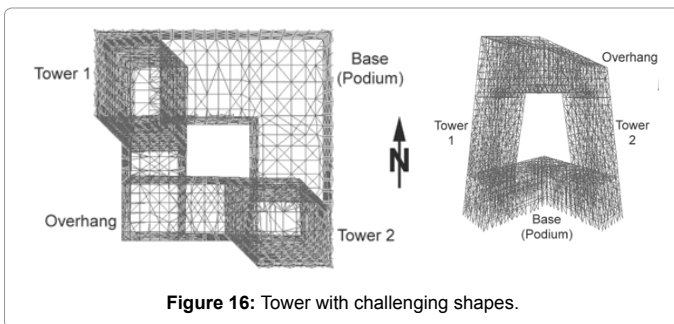 Tower 1
Base
(Podium)
N
Overhang
Tower 2
Overhang
Tower
1
Tower
2
Base
(Podium)
Figure 16: Tower with challenging shapes.